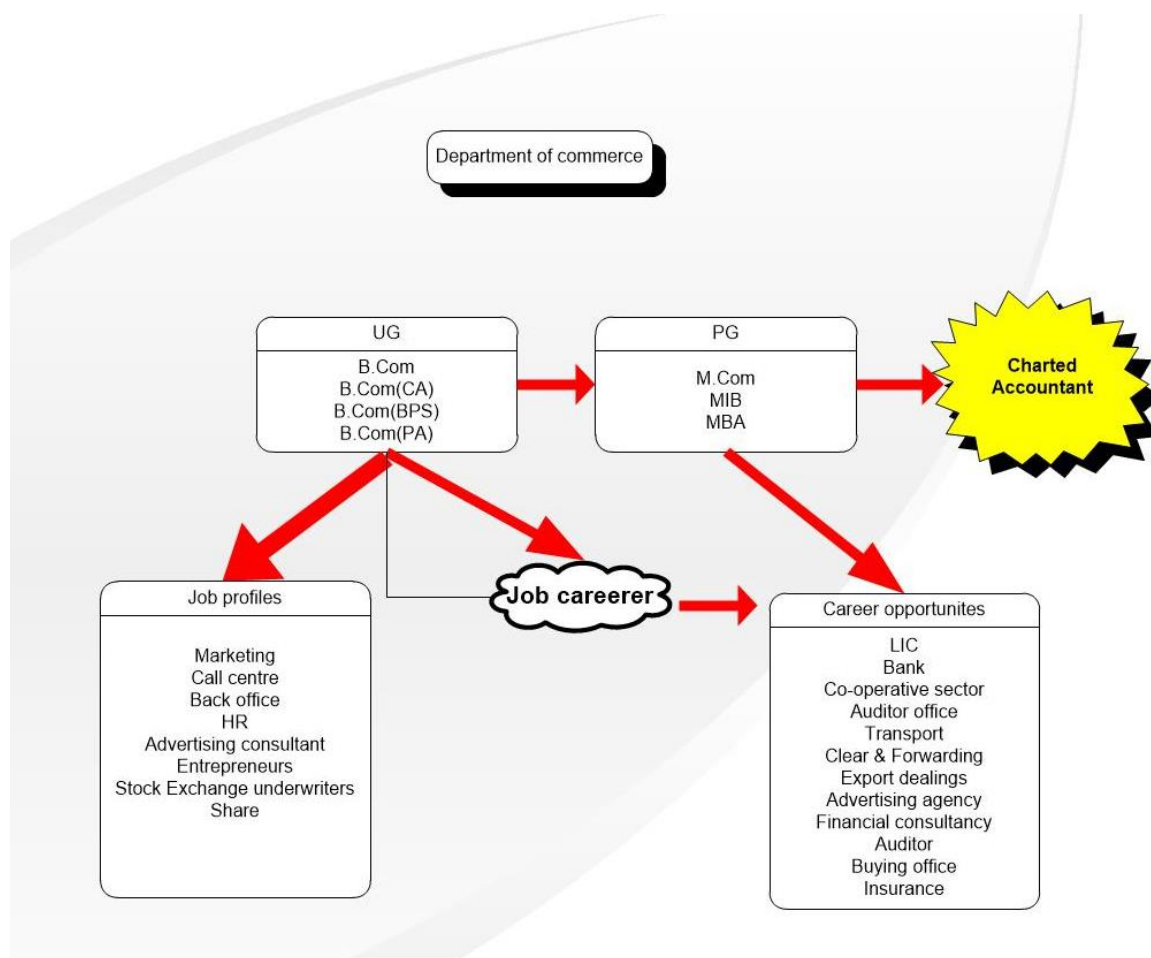 Department of commerce
UG
B.Com
B.Com(CA)
B.Com(BPS)
B.Com(PA)
PG
M.Com
MIB
MBA
Charted
Accountant
Job profiles
Marketing
Call centre
Back office
HR
Advertising consultant
Entrepreneurs
Stock Exchange underwriters
Share
Job careerer
Career opportunites
LIC
Bank
Co-operative sector
Auditor office
Transport
Clear & Forwarding
Export dealings
Advertising agency
Financial consultancy
Auditor
Buying office
Insurance